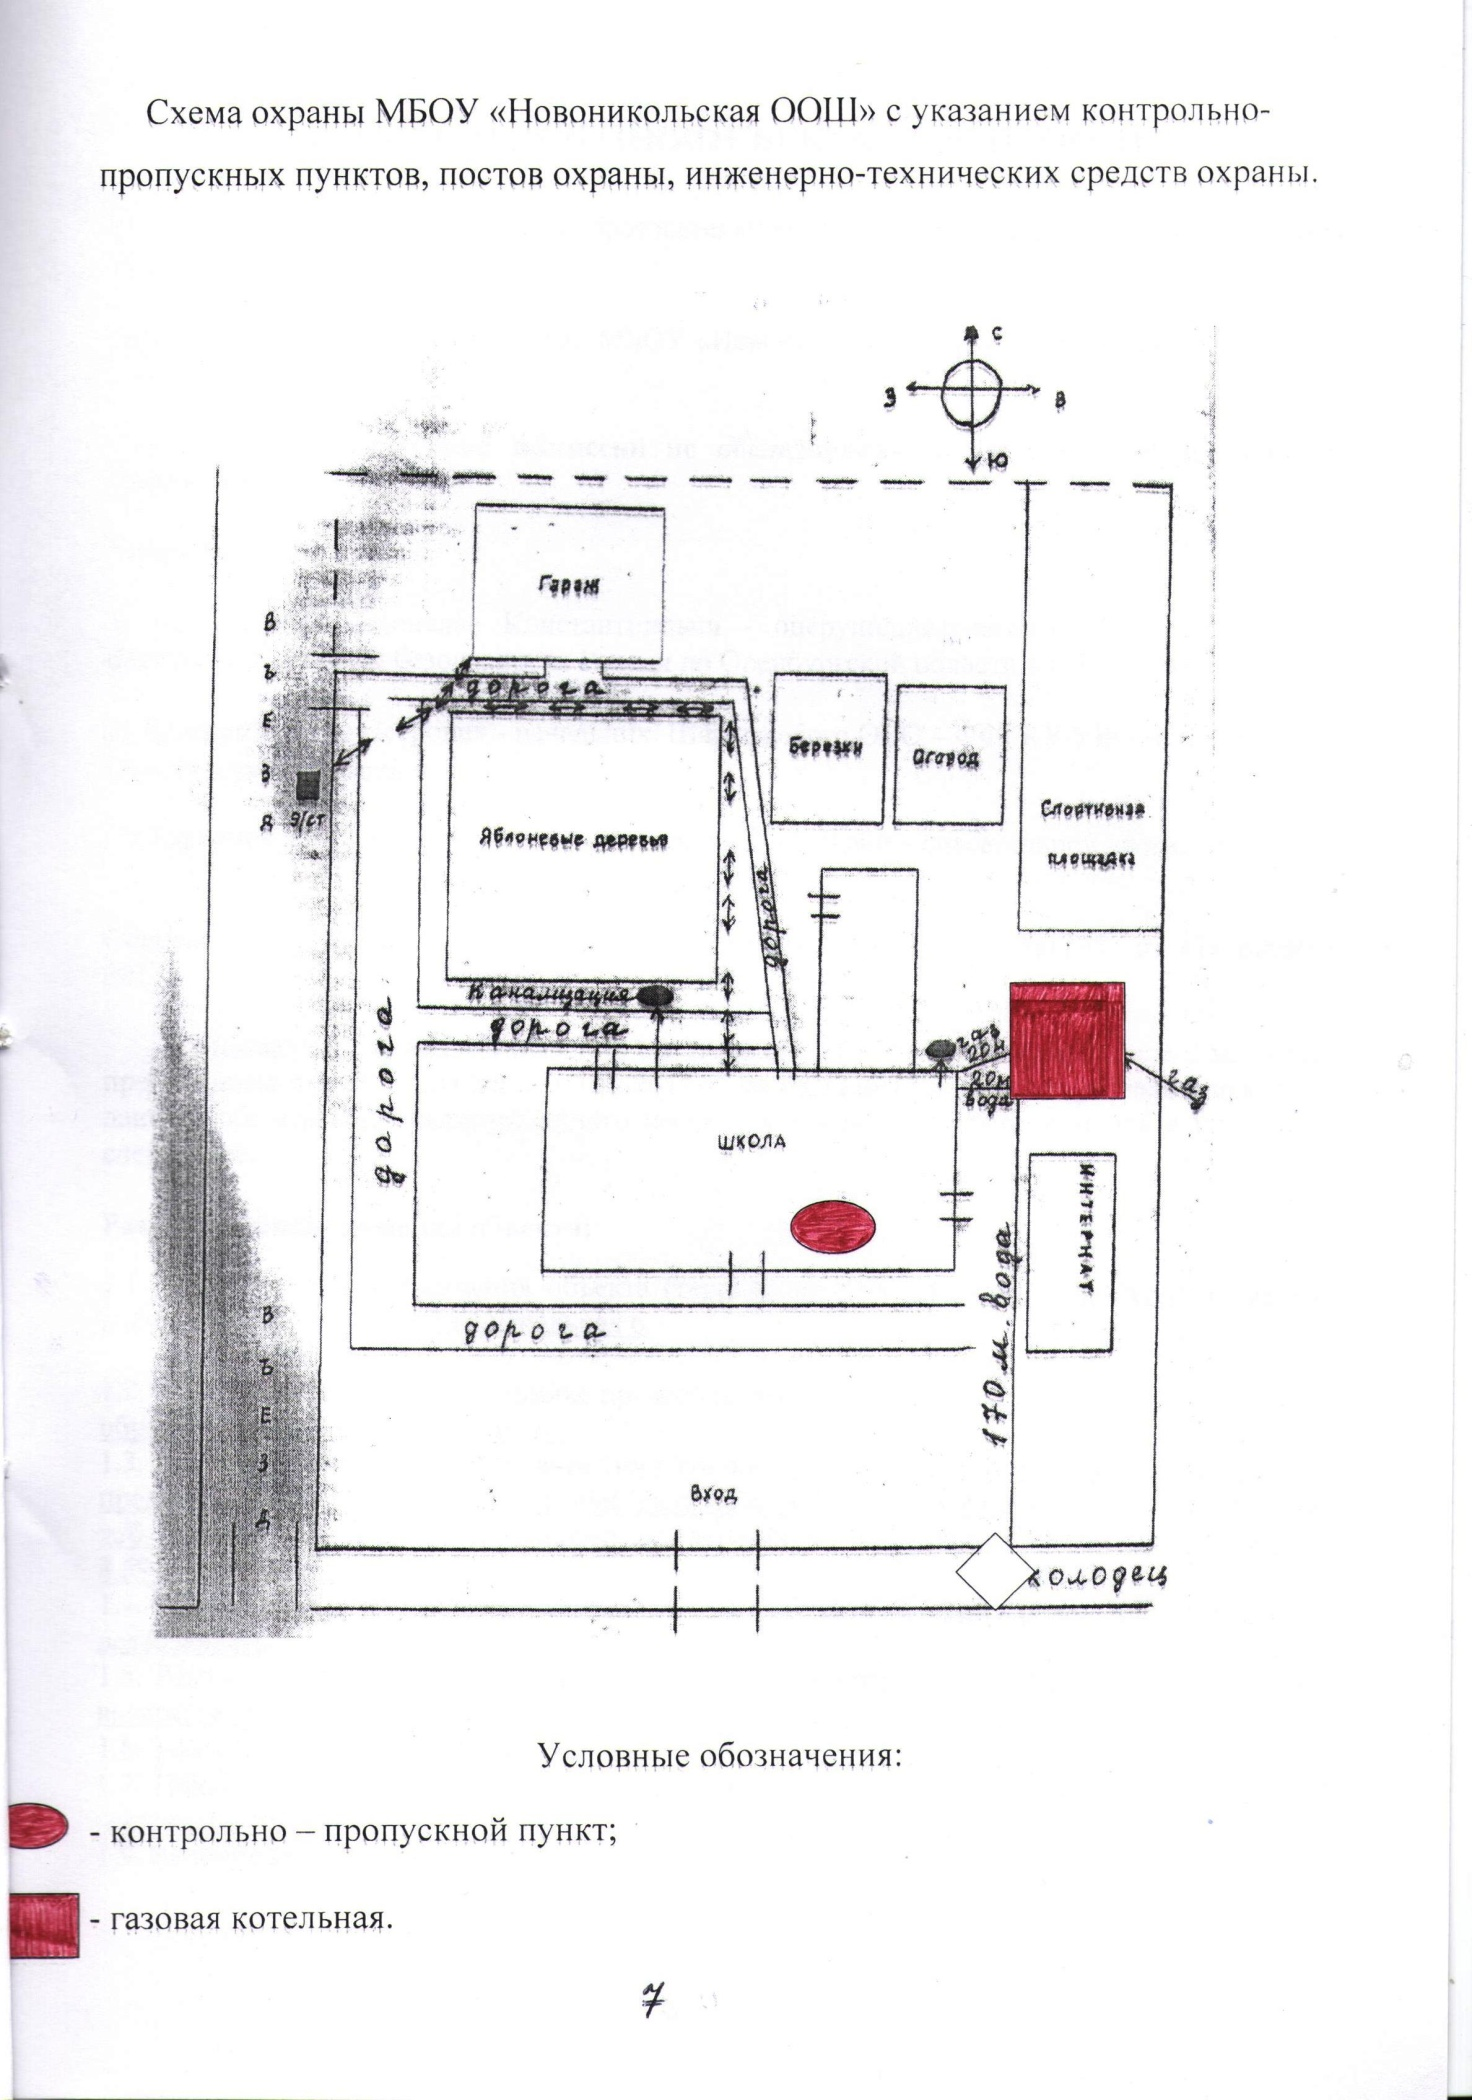 Схема охраны МБОУ «Новоникольская ООШ» с указанием контрольно-
пропускных пунктов, постов охраны, инженерно-технических средств охраны.
С
З
В
Ю
Гараж
В
Ъ
Е
З
Д
дорога
Березки
Огород
Э/ст
Спортивная
площадка
Яблоневые деревья
дорога
Канализация
дорога
дорога
газ
20м
20м
вода
газ
ШКОЛА
ИНТЕРНАТ
170 м. вода
дорога
В
Ъ
Е
З
Д
Вход
колодец
Условные обозначения:
- контрольно – пропускной пункт;
- газовая котельная.
7